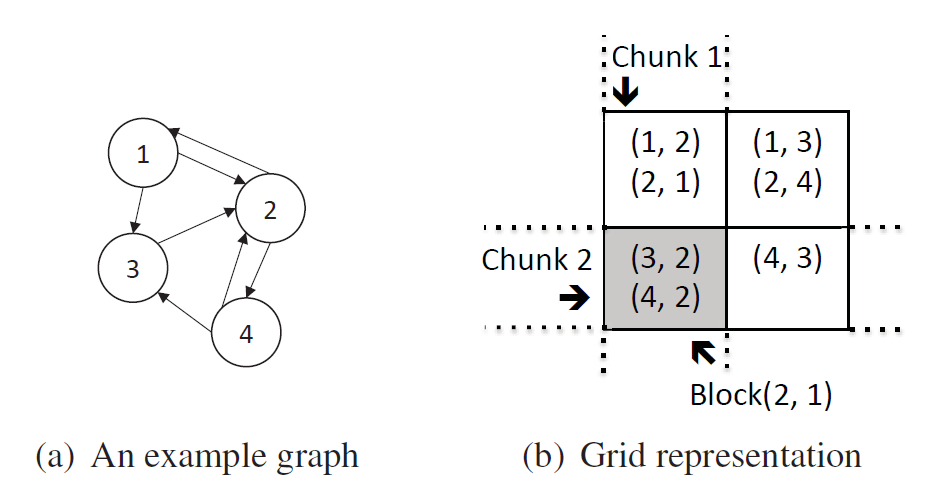 1
2
3
4
(a) An example graph
Chunk 1
(1, 2)
(2, 1)
(1, 3)
(2, 4)
Chunk 2
(3, 2)
(4, 2)
(4, 3)
Block(2, 1)
(b) Grid representation